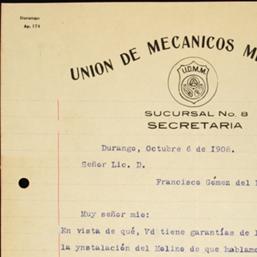 Durango
Ap. 174
UNION DE MECANICOS
U.D.M.M.
SUCURSAL No. 8
SECRETARIA
Durango, Octubre 6 de 1908.
Señor Lic. D.
Francisco Gómez del
Muy señor mio:
En vista de qué, Vd tiene garantías de
la ynstalación del Molino de que hablamo